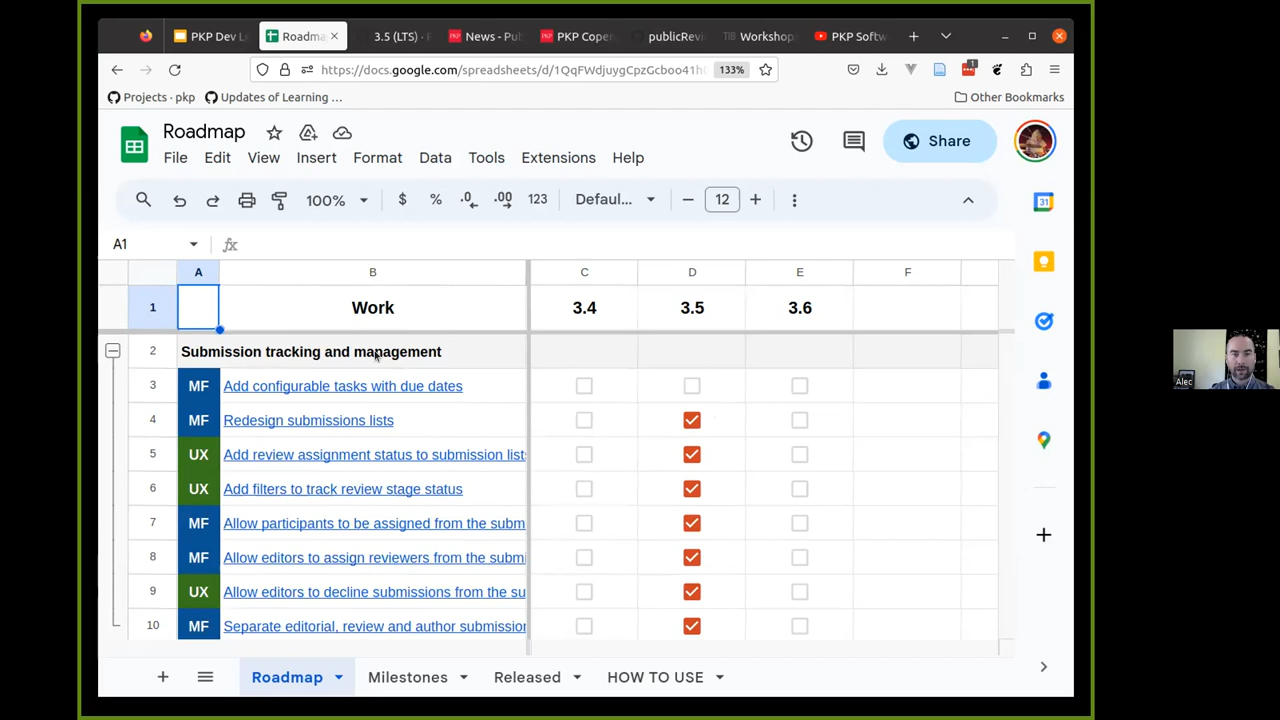 PKP Dev L
Roadma
3.5 (LTS) ·
News - Pu
PKP Coper
publicRevi
TIB Workshop
PKP Softw
https://docs.google.com/spreadsheets/d/1QqFWdjuygCpzGcboo41h
133%
1
Projects · pkp
Updates of Learning ...
Other Bookmarks
Roadmap
File Edit View Insert Format Data Tools Extensions Help
Share
100% $ % .0 .00 123 Defaul... − 12 +
31
A1 fx
A B C D E F
1 Work 3.4 3.5 3.6
2 Submission tracking and management
3 MF Add configurable tasks with due dates
4 MF Redesign submissions lists
5 UX Add review assignment status to submission list
6 UX Add filters to track review stage status
7 MF Allow participants to be assigned from the subm
8 MF Allow editors to assign reviewers from the submi
9 UX Allow editors to decline submissions from the su
10 MF Separate editorial, review and author submission
Roadmap Milestones Released HOW TO USE
Alec